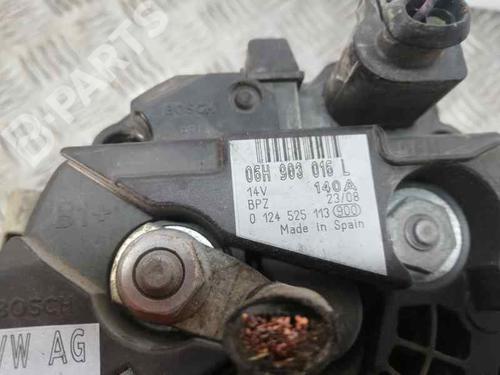 B-PARTS
BOSCH
06H 903 016 L
14V 140A
BPZ 23/08
0 124 525 113 900
Made in Spain
B+
BOSCH
VW AG